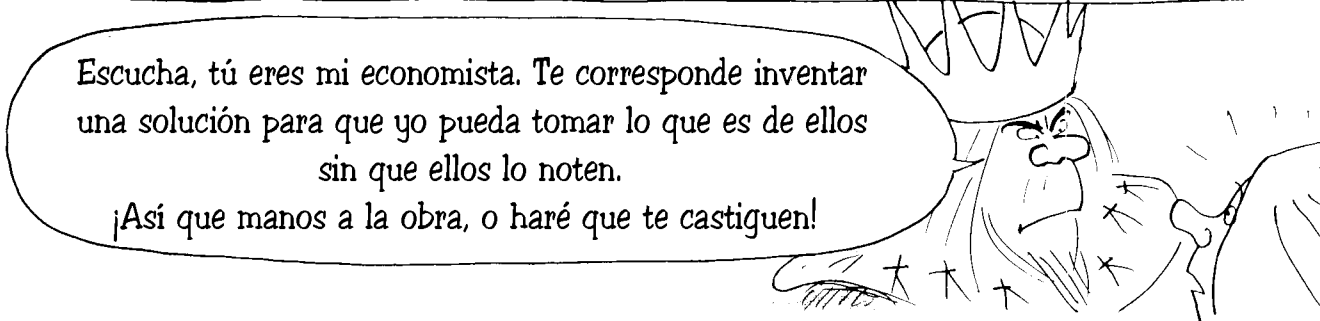 Escucha, tú eres mi economista. Te corresponde inventar
una solución para que yo pueda tomar lo que es de ellos
sin que ellos lo noten.
¡Así que manos a la obra, o haré que te castiguen!